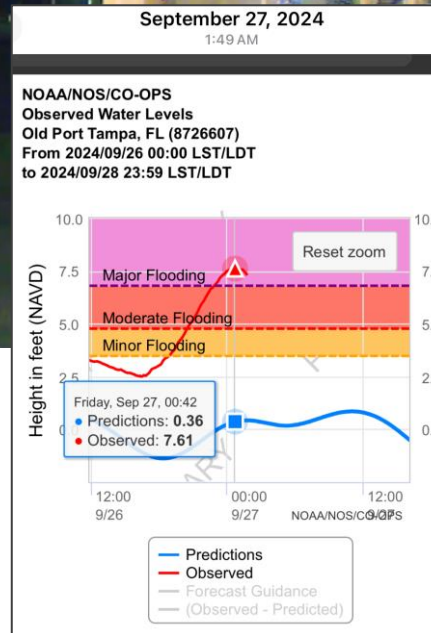 September 27, 2024
1:49 AM
NOAA/NOS/CO-OPS
Observed Water Levels
Old Port Tampa, FL (8726607)
From 2024/09/26 00:00 LST/LDT
to 2024/09/28 23:59 LST/LDT
10.0
10.
Reset zoom
7.5
Major Flooding
7.
5.0
Moderate Flooding
5.
Minor Flooding
2.5
2.
Height in feet (NAVD)
Friday, Sep 27, 00:42
Predictions: 0.36
Observed: 7.61
0.
12:00
00:00
12:00
9/26
9/27
NOAA/NOS/CO-OPS
Predictions
Observed
Forecast Guidance
(Observed - Predicted)